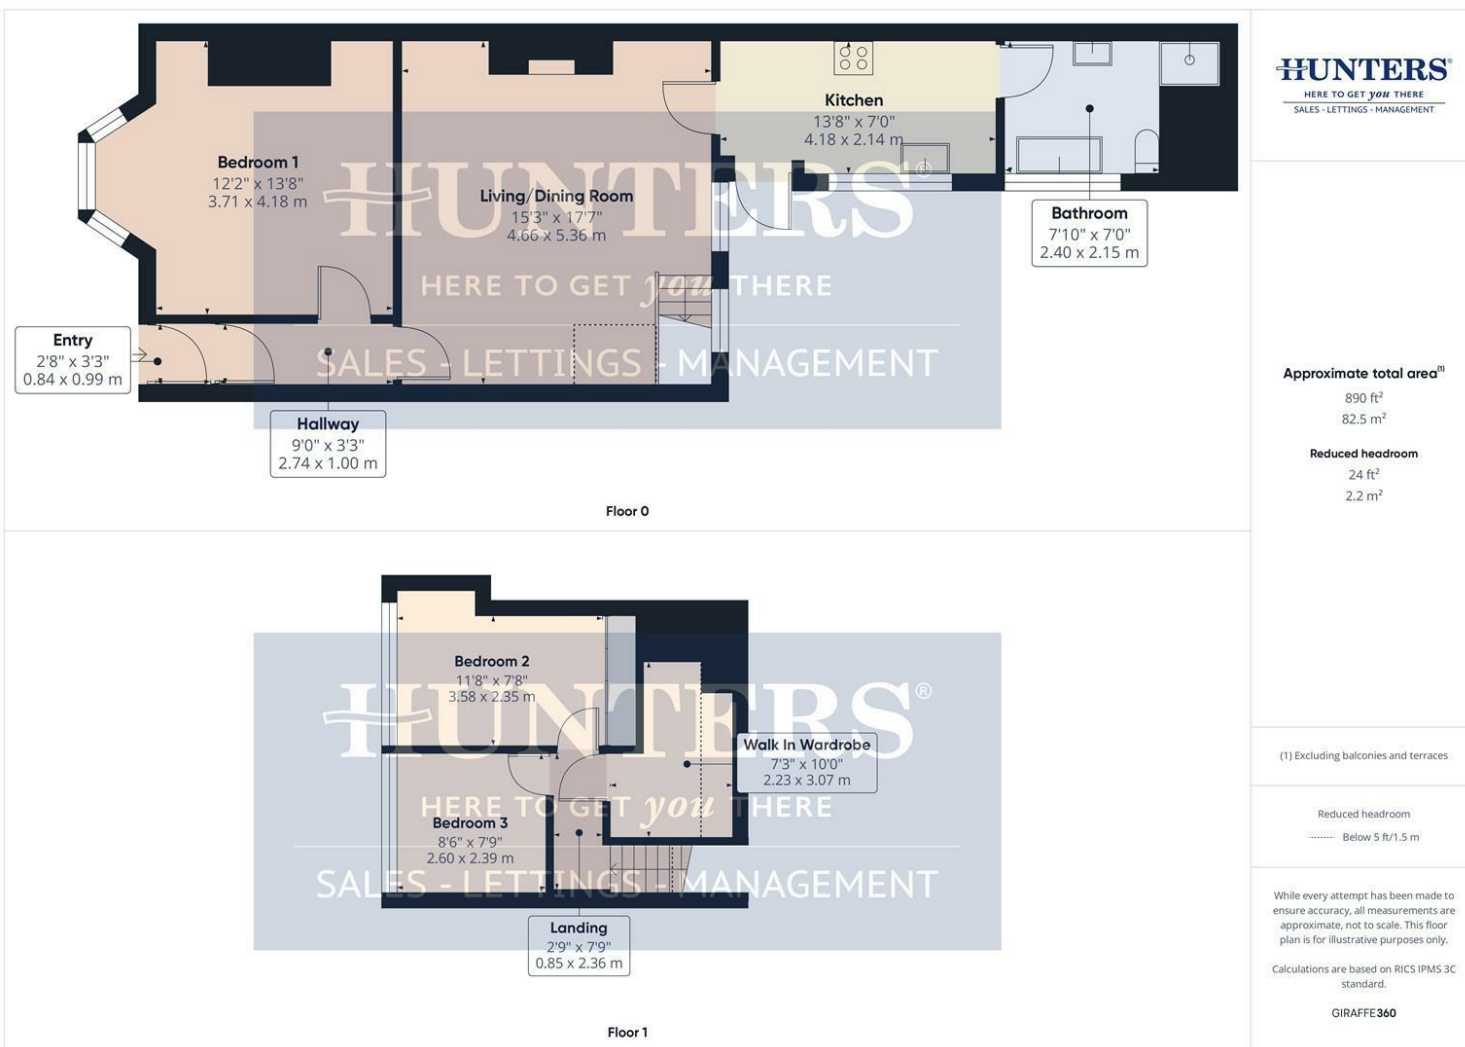 Bedroom 1
12'2" x 13'8"
3.71 x 4.18 m
Living/Dining Room
15'3" x 17'7"
4.66 x 5.36 m
Kitchen
13'8" x 7'0"
4.18 x 2.14 m
Bathroom
7'10" x 7'0"
2.40 x 2.15 m
Entry
2'8" x 3'3"
0.84 x 0.99 m
Hallway
9'0" x 3'3"
2.74 x 1.00 m
HUNTERS®
HERE TO GET you THERE
SALES - LETTINGS - MANAGEMENT
Floor 0
Bedroom 2
11'8" x 7'8"
3.58 x 2.35 m
Walk In Wardrobe
7'3" x 10'0"
2.23 x 3.07 m
Bedroom 3
8'6" x 7'9"
2.60 x 2.39 m
Landing
2'9" x 7'9"
0.85 x 2.36 m
HUNTERS®
HERE TO GET you THERE
SALES - LETTINGS - MANAGEMENT
Floor 1
HUNTERS®
HERE TO GET you THERE
SALES - LETTINGS - MANAGEMENT
Approximate total area(1)
890 ft²
82.5 m²
Reduced headroom
24 ft²
2.2 m²
(1) Excluding balconies and terraces
Reduced headroom
Below 5 ft/1.5 m
While every attempt has been made to
ensure accuracy, all measurements are
approximate, not to scale. This floor
plan is for illustrative purposes only.
Calculations are based on RICS IPMS 3C
standard.
GIRAFFE360